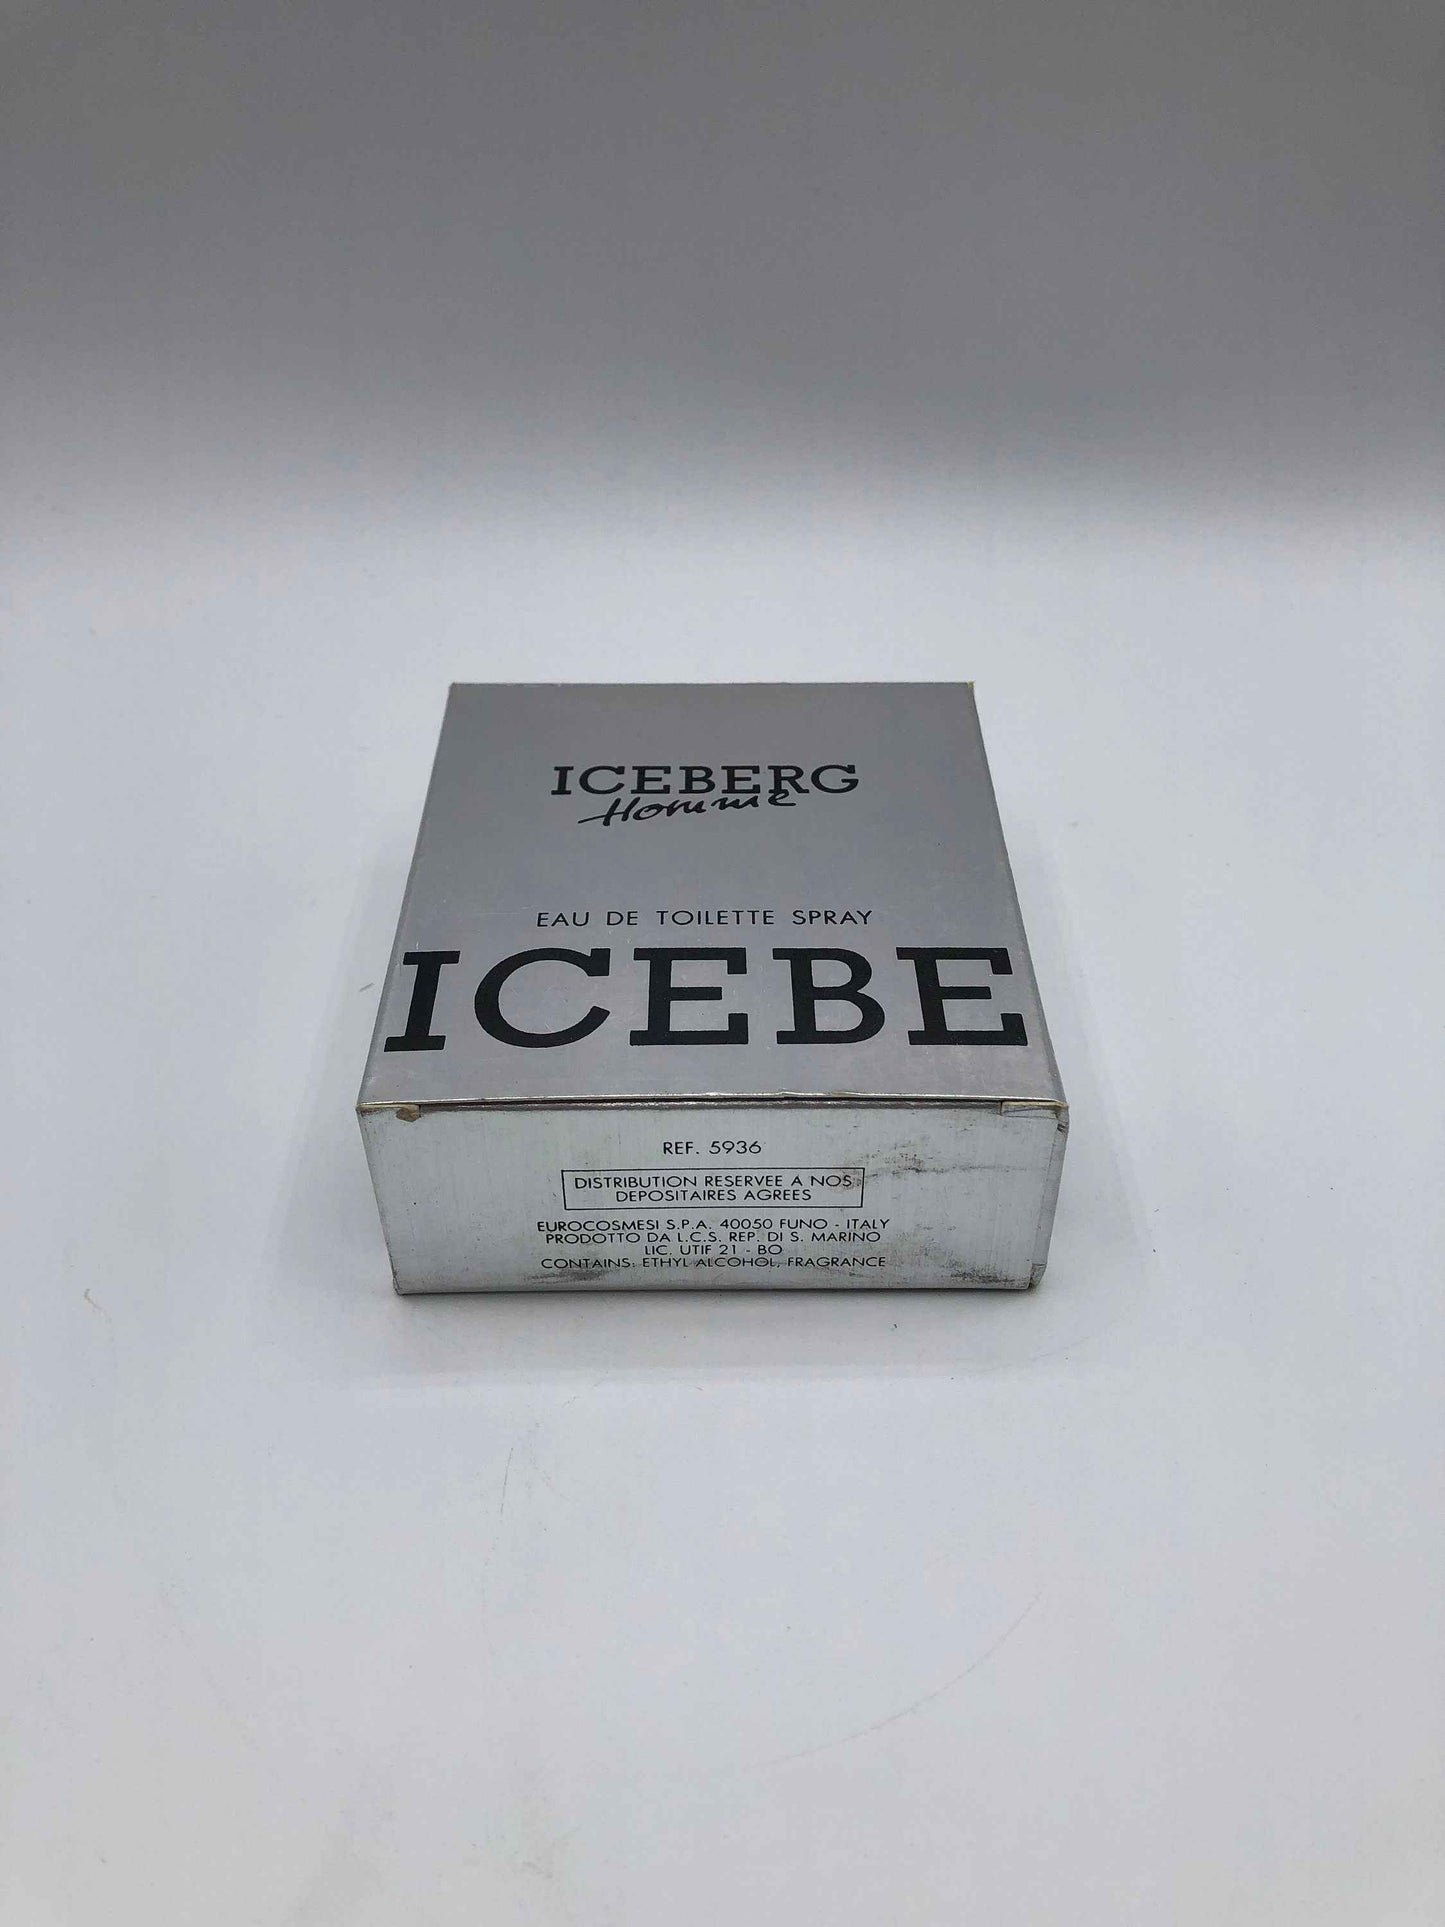 ICEBERG
Homme
EAU DE TOILETTE SPRAY
ICEBE
REF. 5936
DISTRIBUTION RESERVEE A NOS
DEPOSITAIRES AGREES
EUROCOSMESI S.P.A. 40050 FUNO - ITALY
PRODOTTO DA L.C.S. REP. DI S. MARINO
LIC. UTIF 21 - BO
CONTAINS: ETHYL ALCOHOL, FRAGRANCE